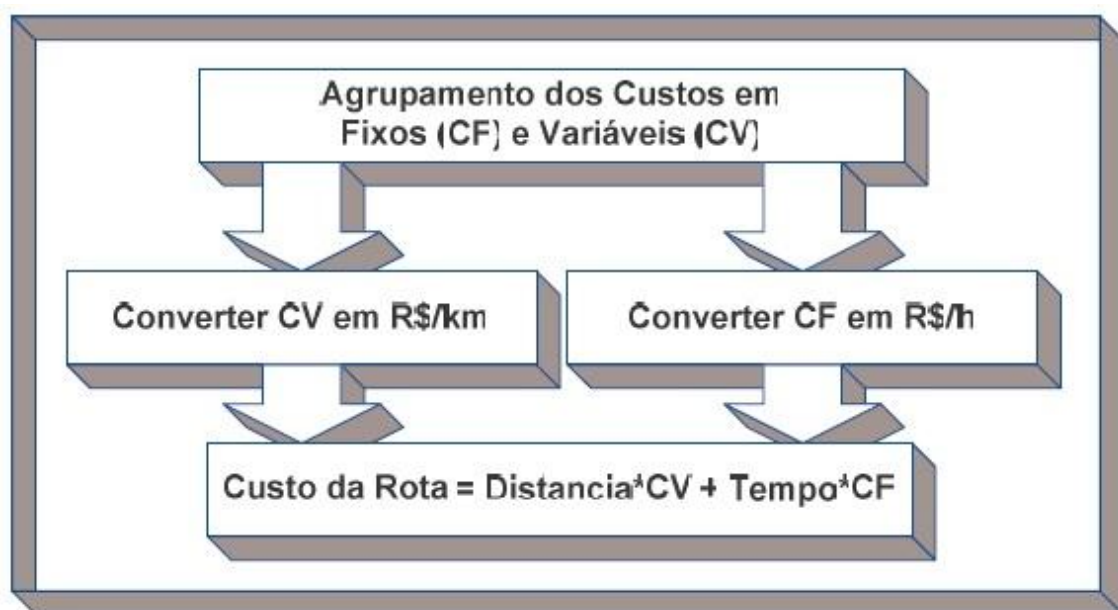 Agrupamento dos Custos em
Fixos (CF) e Variáveis (CV)
Converter CV em R$/km
Converter CF em R$/h
Custo da Rota = Distancia*CV + Tempo*CF